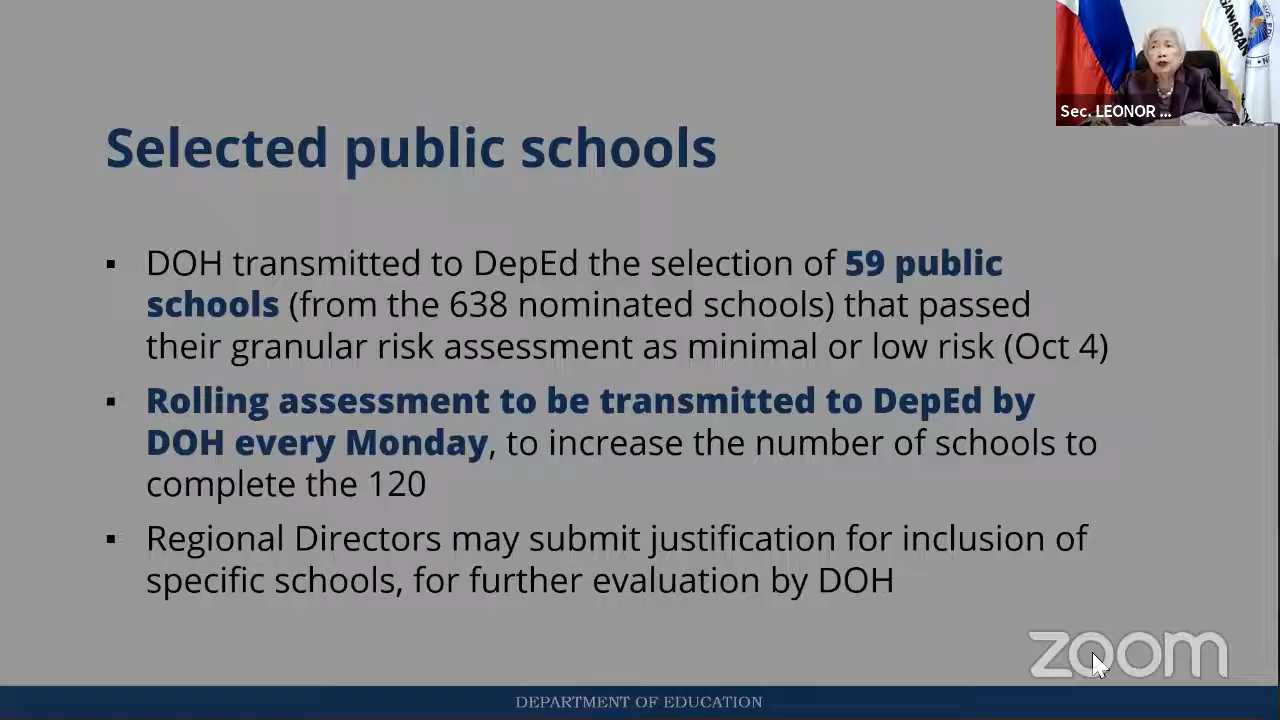 GAWARAN
Sec. LEONOR ...
Selected public schools
▪ DOH transmitted to DepEd the selection of 59 public
schools (from the 638 nominated schools) that passed
their granular risk assessment as minimal or low risk (Oct 4)
▪ Rolling assessment to be transmitted to DepEd by
DOH every Monday, to increase the number of schools to
complete the 120
▪ Regional Directors may submit justification for inclusion of
specific schools, for further evaluation by DOH
zoom
DEPARTMENT OF EDUCATION